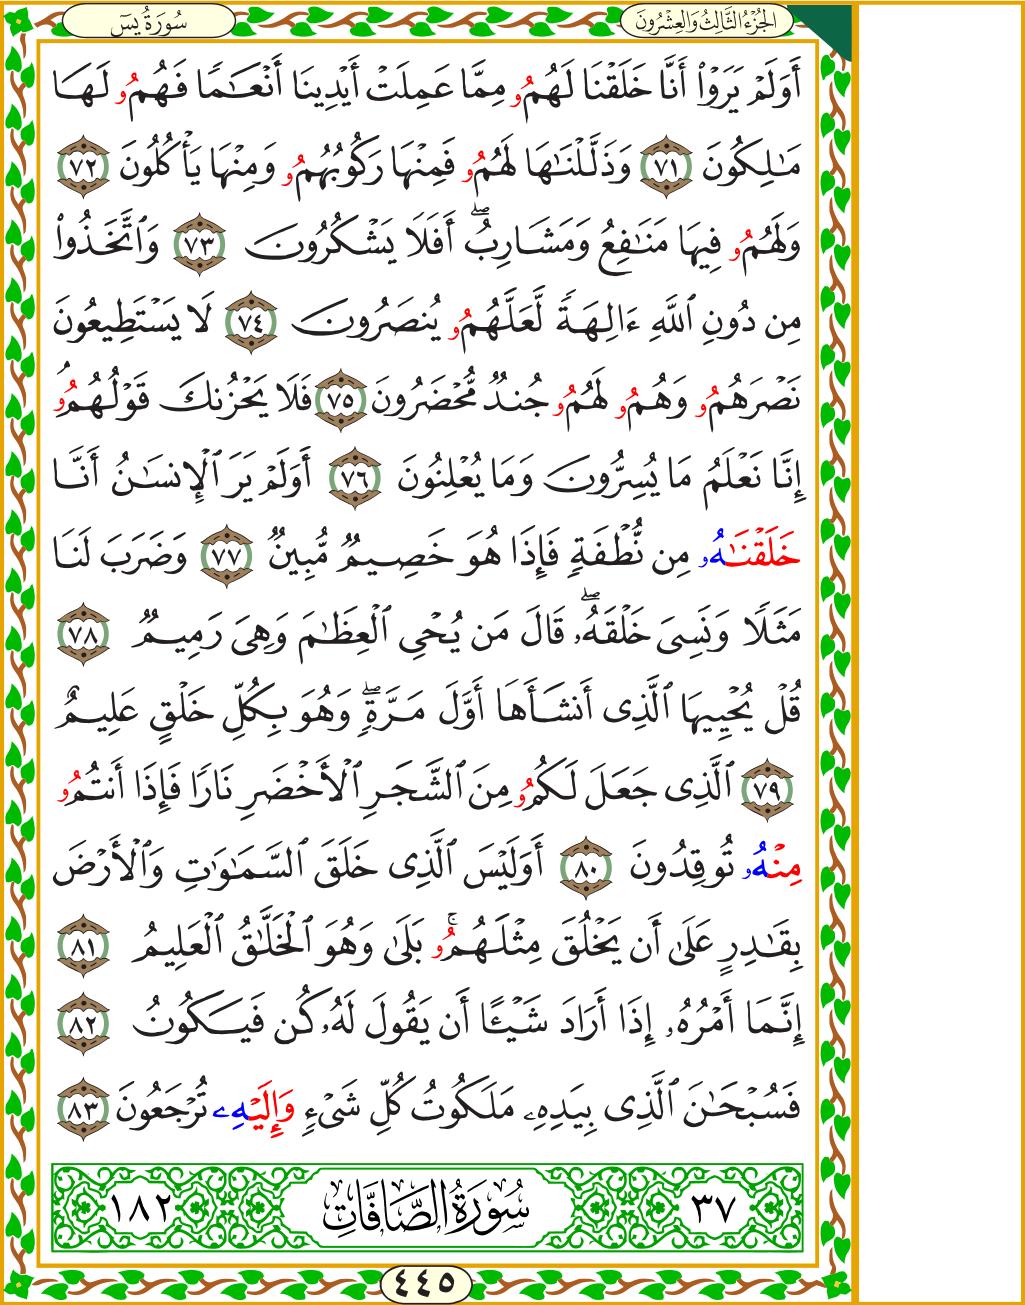 الجُزْءُ الثَّالِثُ وَالعِشْرُونَ
سُورَةُ يسٓ
أَوَلَمْ يَرَوْا۟ أَنَّا خَلَقْنَا لَهُمُۥ مِمَّا عَمِلَتْ أَيْدِينَا أَنْعَـٰمًا فَهُمُۥ لَهَا
مَـٰلِكُونَ ٧١ وَذَلَّلْنَـٰهَا لَهُمُۥ فَمِنْهَا رَكُوبُهُمُۥ وَمِنْهَا يَأْكُلُونَ ٧٢
وَلَهُمُۥ فِيهَا مَنَـٰفِعُ وَمَشَارِبُ ۖ أَفَلَا يَشْكُرُونَ ٧٣ وَٱتَّخَذُوا۟
مِن دُونِ ٱللَّهِ ءَالِهَةً لَّعَلَّهُمُۥ يُنصَرُونَ ٧٤ لَا يَسْتَطِيعُونَ
نَصْرَهُمُۥ وَهُمُۥ لَهُمُۥ جُندٌ مُّحْضَرُونَ ٧٥ فَلَا يَحْزُنكَ قَوْلُهُمُۥ ۘ
إِنَّا نَعْلَمُ مَا يُسِرُّونَ وَمَا يُعْلِنُونَ ٧٦ أَوَلَمْ يَرَ ٱلْإِنسَـٰنُ أَنَّا
خَلَقْنَـٰهُۥ مِن نُّطْفَةٍ فَإِذَا هُوَ خَصِيمٌ مُّبِينٌ ٧٧ وَضَرَبَ لَنَا
مَثَلًا وَنَسِىَ خَلْقَهُۥ ۖ قَالَ مَن يُحْىِ ٱلْعِظَـٰمَ وَهِىَ رَمِيمٌ ٧٨
قُلْ يُحْيِيهَا ٱلَّذِى أَنشَأَهَا أَوَّلَ مَرَّةٍ ۖ وَهُوَ بِكُلِّ خَلْقٍ عَلِيمٌ
٧٩ ٱلَّذِى جَعَلَ لَكُمُۥ مِنَ ٱلشَّجَرِ ٱلْأَخْضَرِ نَارًا فَإِذَا أَنتُمُۥ
مِنْهُۥ تُوقِدُونَ ٨٠ أَوَلَيْسَ ٱلَّذِى خَلَقَ ٱلسَّمَـٰوَٰتِ وَٱلْأَرْضَ
بِقَـٰدِرٍ عَلَىٰ أَن يَخْلُقَ مِثْلَهُمُۥ ۚ بَلَىٰ وَهُوَ ٱلْخَلَّـٰقُ ٱلْعَلِيمُ ٨١
إِنَّمَا أَمْرُهُۥ إِذَا أَرَادَ شَيْـًٔا أَن يَقُولَ لَهُۥ كُن فَيَكُونُ ٨٢
فَسُبْحَـٰنَ ٱلَّذِى بِيَدِهِۦ مَلَكُوتُ كُلِّ شَىْءٍ وَإِلَيْهِۦ تُرْجَعُونَ ٨٣
٣٧ سُورَةُ الصَّافَّاتِ ١٨٢
٤٤٥